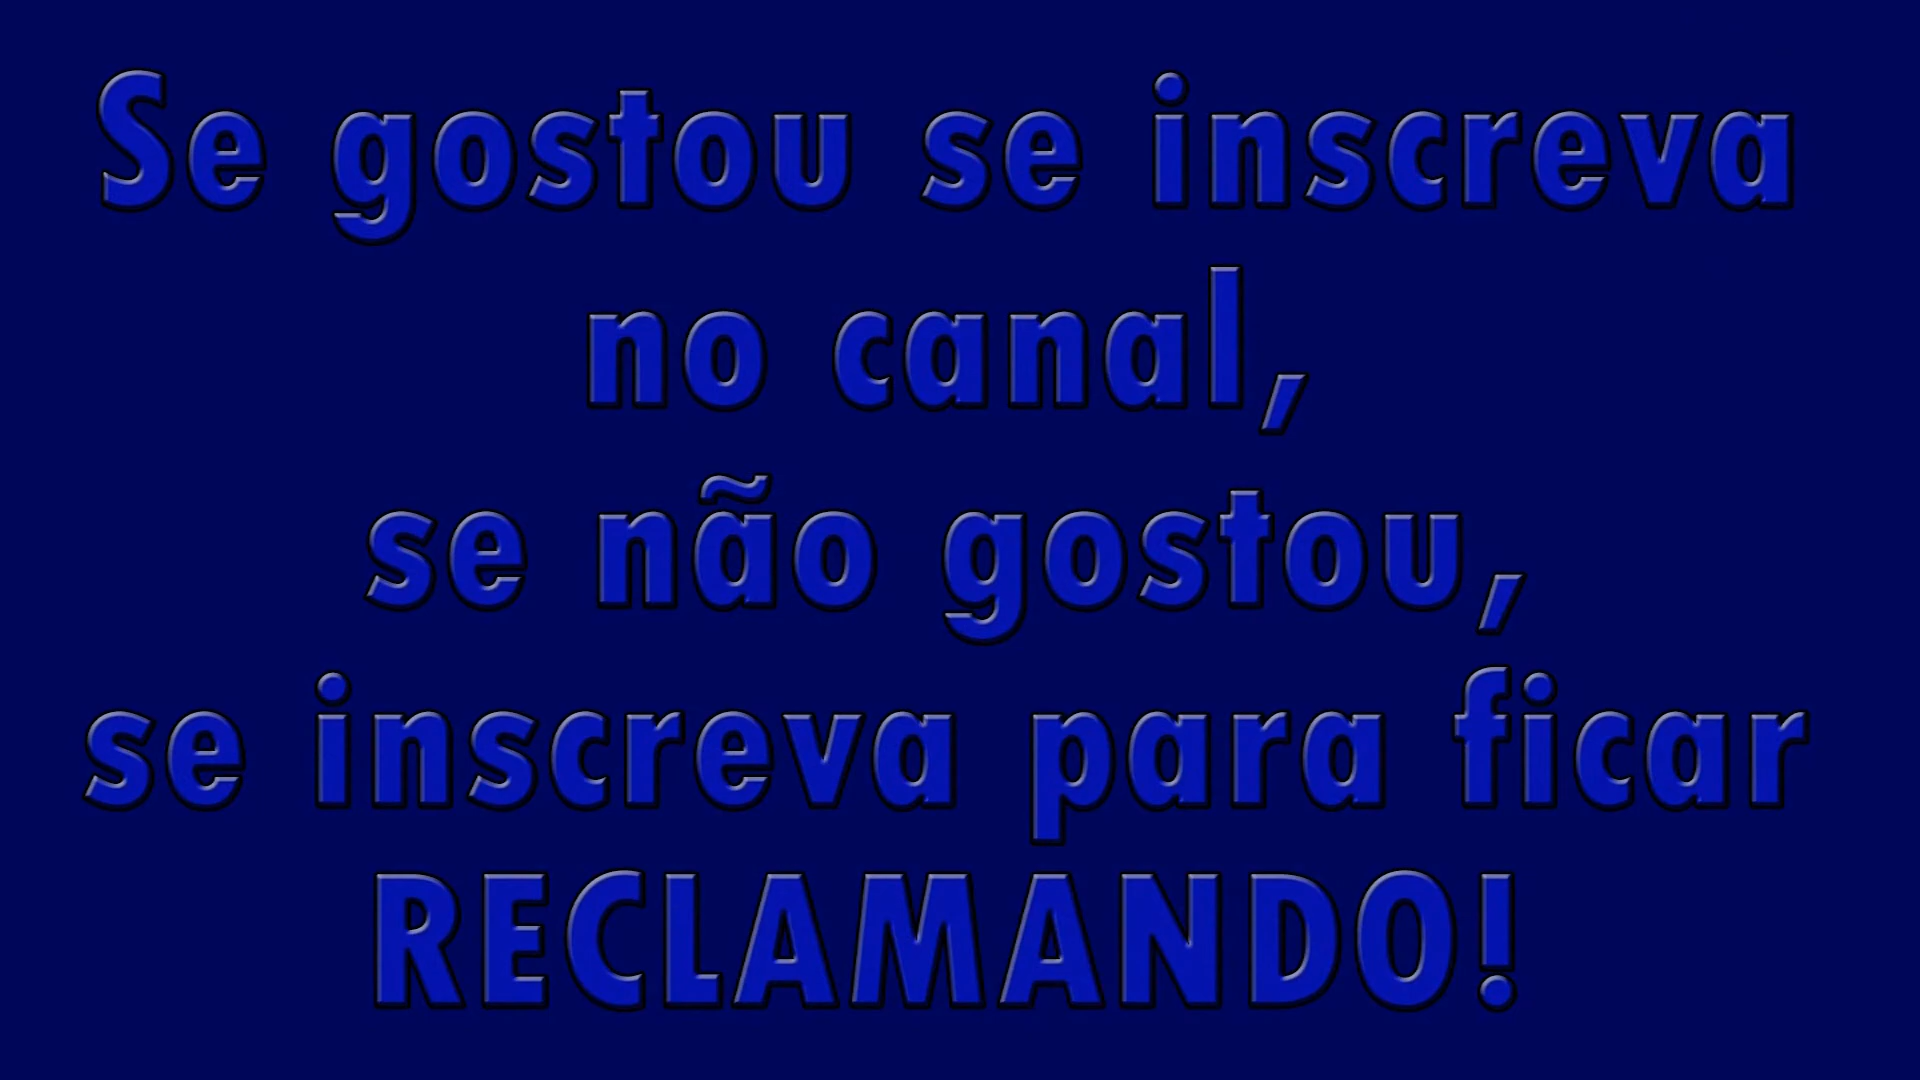 Se gostou se inscreva
no canal,
se não gostou,
se inscreva para ficar
RECLAMANDO!